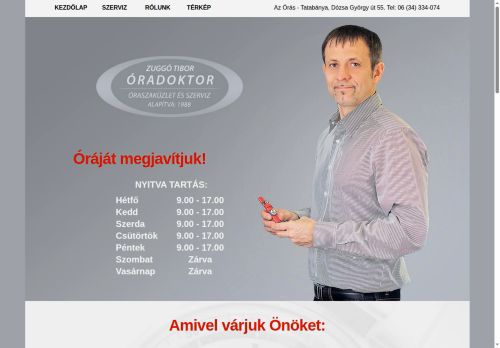 KEZDŐLAP SZERVIZ RÓLUNK TÉRKÉP Az Órás - Tatabánya, Dózsa György út 55. Tel: 06 (34) 334-074
ZUGGÓ TIBOR
ÓRADOKTOR
ÓRASZAKÜZLET ÉS SZERVIZ
ALAPÍTVA: 1988
Óráját megjavítjuk!
NYITVA TARTÁS:
Hétfő 9.00 - 17.00
Kedd 9.00 - 17.00
Szerda 9.00 - 17.00
Csütörtök 9.00 - 17.00
Péntek 9.00 - 17.00
Szombat Zárva
Vasárnap Zárva
Amivel várjuk Önöket: